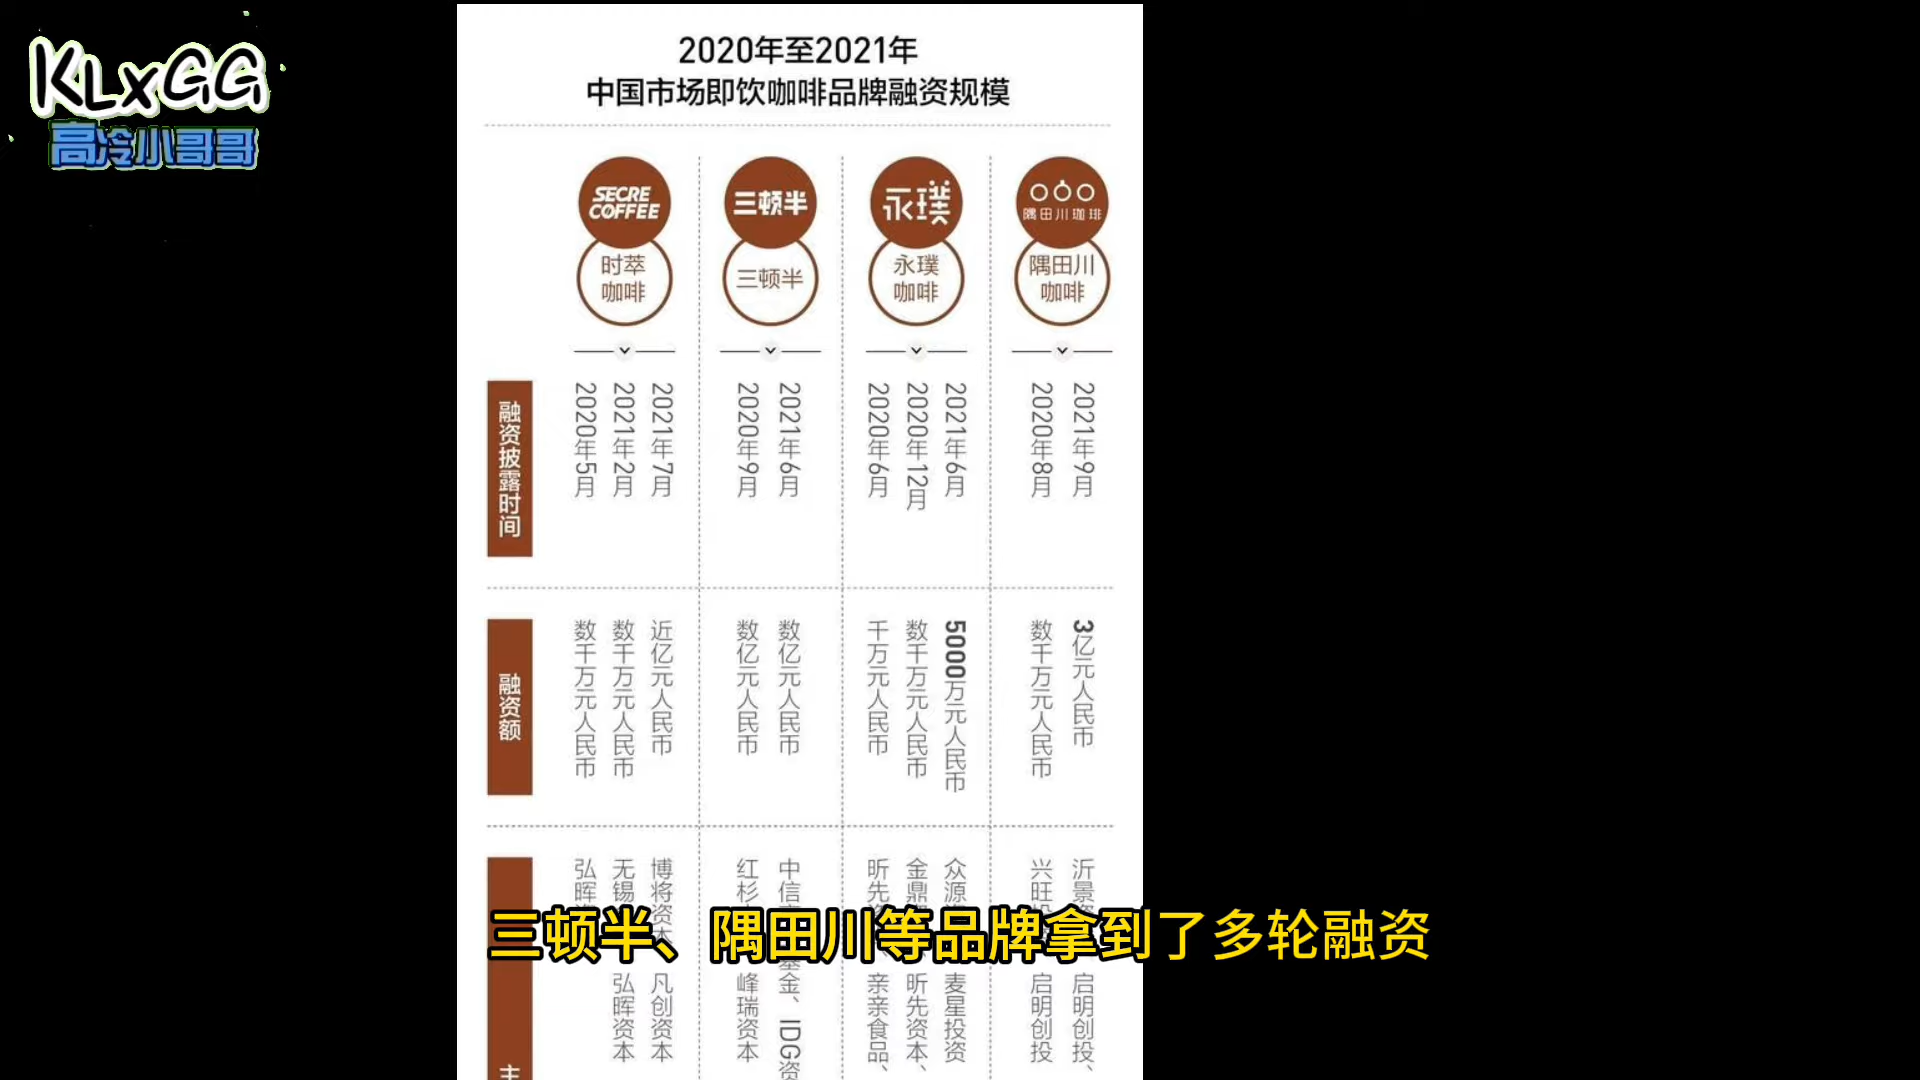 KLxGG
高冷小哥哥
2020年至2021年
中国市场即饮咖啡品牌融资规模
SECRE
COFFEE
时萃
咖啡
三顿半
三顿半
永璞
永璞
咖啡
隅田川珈琲
隅田川
咖啡
融资披露时间
2020年5月
2021年2月
2021年7月
2020年9月
2021年6月
2020年6月
2020年12月
2021年6月
2020年8月
2021年9月
融资额
数千万元人民币
数千万元人民币
近亿元人民币
数亿元人民币
数亿元人民币
千万元人民币
数千万元人民币
5000万元人民币
数千万元人民币
3亿元人民币
主
弘晖
无锡
弘晖资本
博将资本
凡创资本
红杉
峰瑞资本
中信
基金、IDG资
昕先
亲亲食品、
金鼎
昕先资本、
众源
麦星投资
兴旺
启明创投
沂景
启明创投、
三顿半、隅田川等品牌拿到了多轮融资